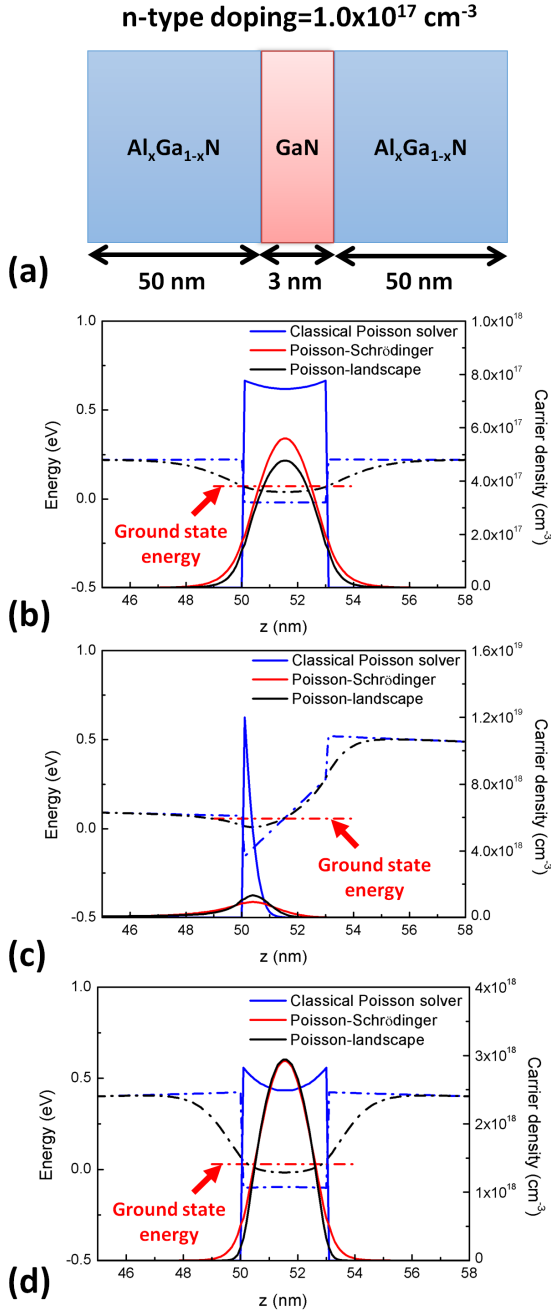 n-type doping=1.0x10¹⁷ cm⁻³
AlₓGa₁₋ₓN
GaN
AlₓGa₁₋ₓN
50 nm
3 nm
50 nm
(a)
1.0
0.5
0.0
-0.5
Energy (eV)
Classical Poisson solver
Poisson-Schrödinger
Poisson-landscape
Ground state
energy
1.0x10¹⁸
8.0x10¹⁷
6.0x10¹⁷
4.0x10¹⁷
2.0x10¹⁷
0.0
Carrier density (cm⁻³)
46 48 50 52 54 56 58
z (nm)
(b)
1.0
0.5
0.0
-0.5
Energy (eV)
Classical Poisson solver
Poisson-Schrödinger
Poisson-landscape
Ground state
energy
1.6x10¹⁹
1.2x10¹⁹
8.0x10¹⁸
4.0x10¹⁸
0.0
Carrier density (cm⁻³)
46 48 50 52 54 56 58
z (nm)
(c)
1.0
0.5
0.0
-0.5
Energy (eV)
Classical Poisson solver
Poisson-Schrödinger
Poisson-landscape
Ground state
energy
4x10¹⁸
3x10¹⁸
2x10¹⁸
1x10¹⁸
0
Carrier density (cm⁻³)
46 48 50 52 54 56 58
z (nm)
(d)